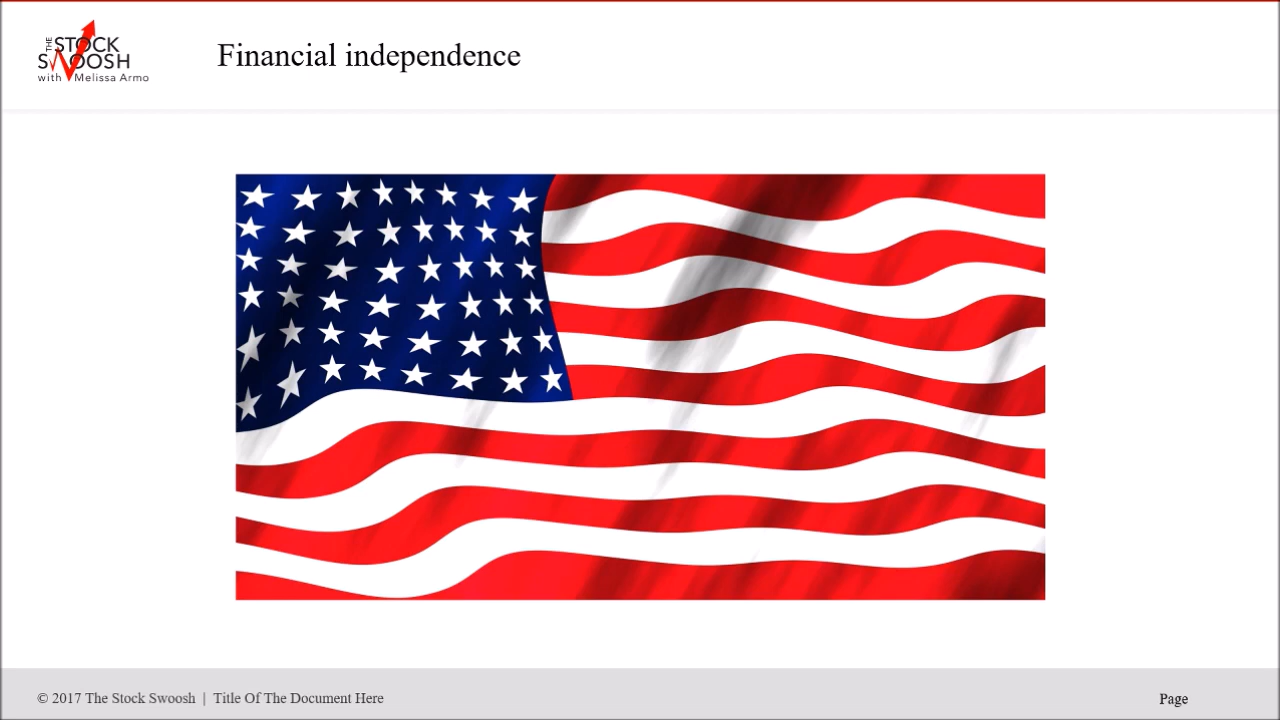 THE STOCK
SWOOSH
with Melissa Armo
Financial independence
© 2017 The Stock Swoosh | Title Of The Document Here
Page